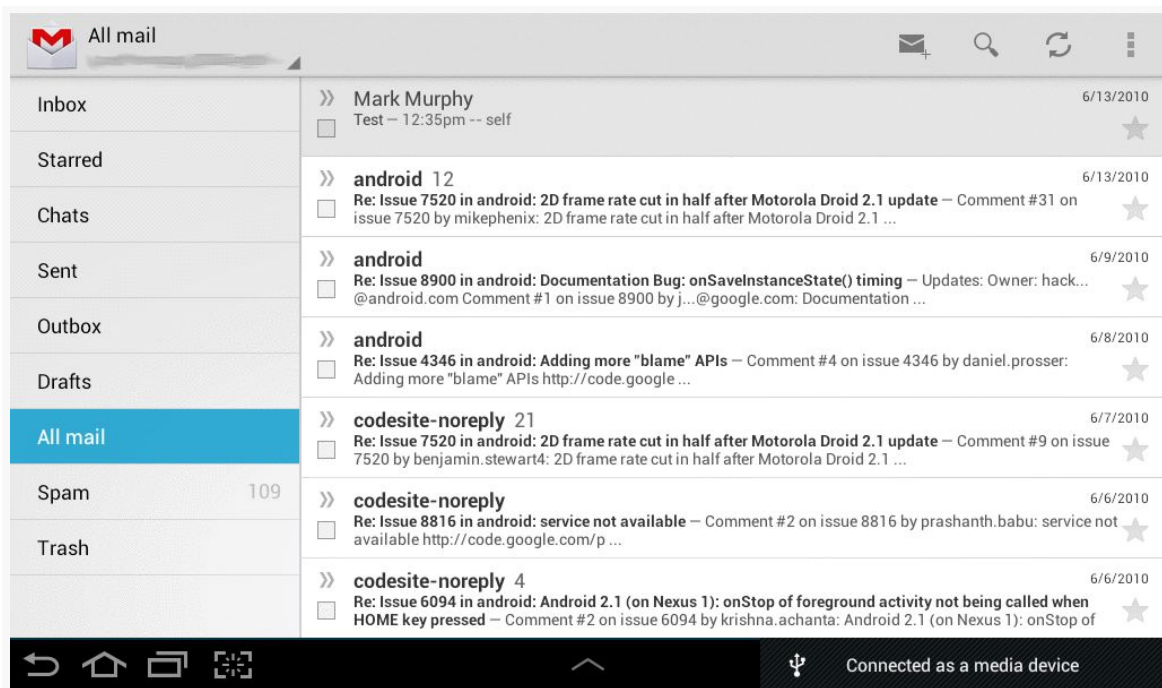 All mail
Inbox
Starred
Chats
Sent
Outbox
Drafts
All mail
Spam 109
Trash
Mark Murphy 6/13/2010
Test – 12:35pm -- self
android 12 6/13/2010
Re: Issue 7520 in android: 2D frame rate cut in half after Motorola Droid 2.1 update – Comment #31 on
issue 7520 by mikephenix: 2D frame rate cut in half after Motorola Droid 2.1 ...
android 6/9/2010
Re: Issue 8900 in android: Documentation Bug: onSaveInstanceState() timing – Updates: Owner: hack...
@android.com Comment #1 on issue 8900 by j...@google.com: Documentation ...
android 6/8/2010
Re: Issue 4346 in android: Adding more "blame" APIs – Comment #4 on issue 4346 by daniel.prosser:
Adding more "blame" APIs http://code.google ...
codesite-noreply 21 6/7/2010
Re: Issue 7520 in android: 2D frame rate cut in half after Motorola Droid 2.1 update – Comment #9 on issue
7520 by benjamin.stewart4: 2D frame rate cut in half after Motorola Droid 2.1 ...
codesite-noreply 6/6/2010
Re: Issue 8816 in android: service not available – Comment #2 on issue 8816 by prashanth.babu: service not
available http://code.google.com/p ...
codesite-noreply 4 6/6/2010
Re: Issue 6094 in android: Android 2.1 (on Nexus 1): onStop of foreground activity not being called when
HOME key pressed – Comment #2 on issue 6094 by krishna.achanta: Android 2.1 (on Nexus 1): onStop of
Connected as a media device